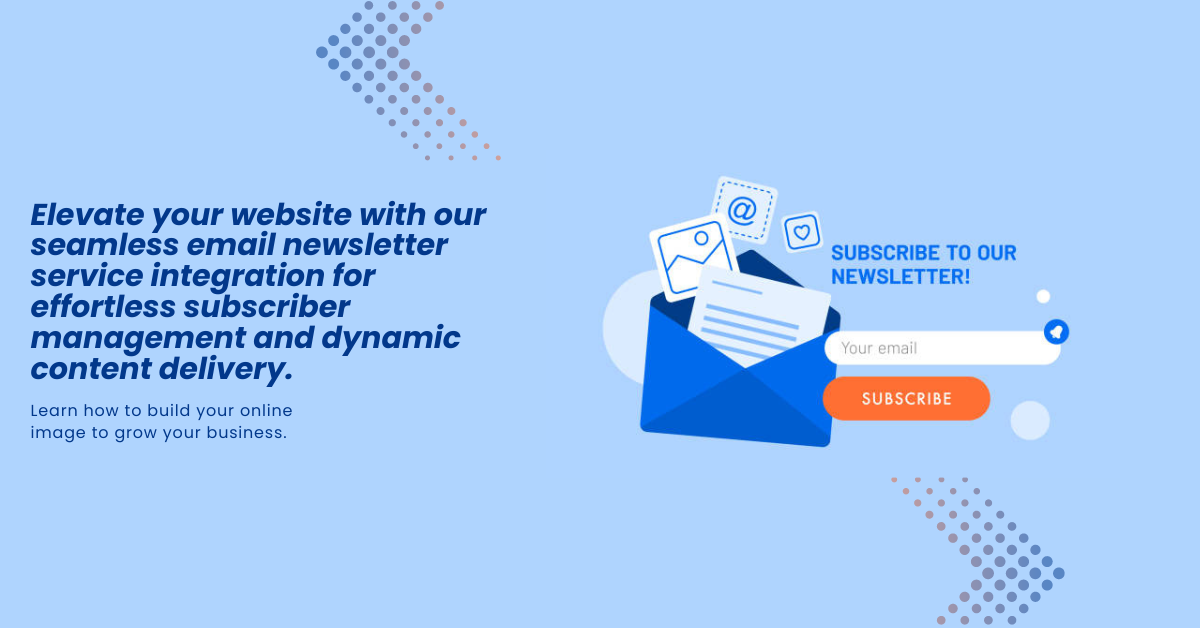 Elevate your website with our
seamless email newsletter
service integration for
effortless subscriber
management and dynamic
content delivery.
Learn how to build your online
image to grow your business.
@
SUBSCRIBE TO OUR
NEWSLETTER!
Your email
SUBSCRIBE